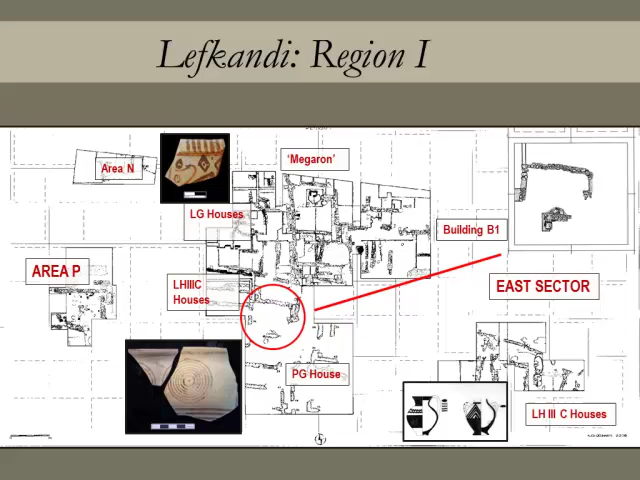 Lefkandi: Region I
'Megaron'
Area N
LG Houses
Building B1
AREA P
LHIIIC
Houses
EAST SECTOR
PG House
LH III C Houses